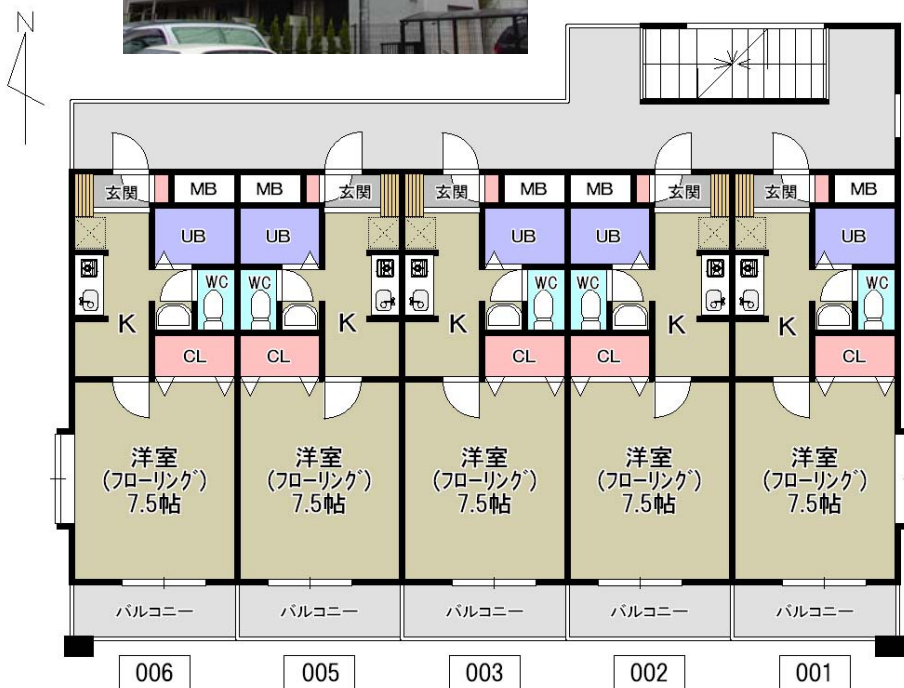 N
玄関 MB MB 玄関 玄関 MB MB 玄関 玄関 MB
UB UB UB UB UB
WC WC WC WC WC
K K K K K
CL CL CL CL CL
洋室 洋室 洋室 洋室 洋室
(フローリング) (フローリング) (フローリング) (フローリング) (フローリング)
7.5帖 7.5帖 7.5帖 7.5帖 7.5帖
バルコニー バルコニー バルコニー バルコニー バルコニー
006 005 003 002 001